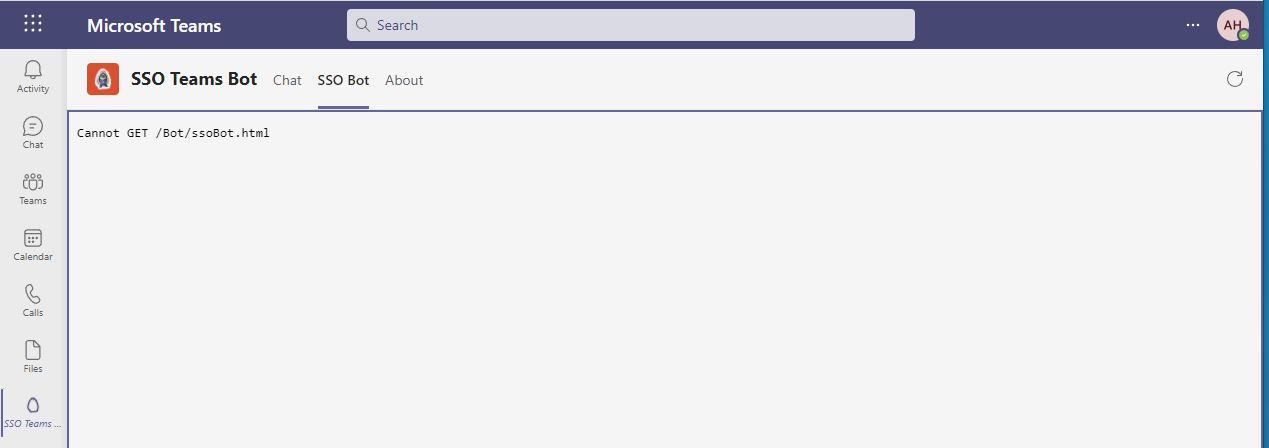 Microsoft Teams
Search
AH
SSO Teams Bot
Chat
SSO Bot
About
Activity
Chat
Teams
Calendar
Calls
Files
SSO Teams ...
Cannot GET /Bot/ssoBot.html